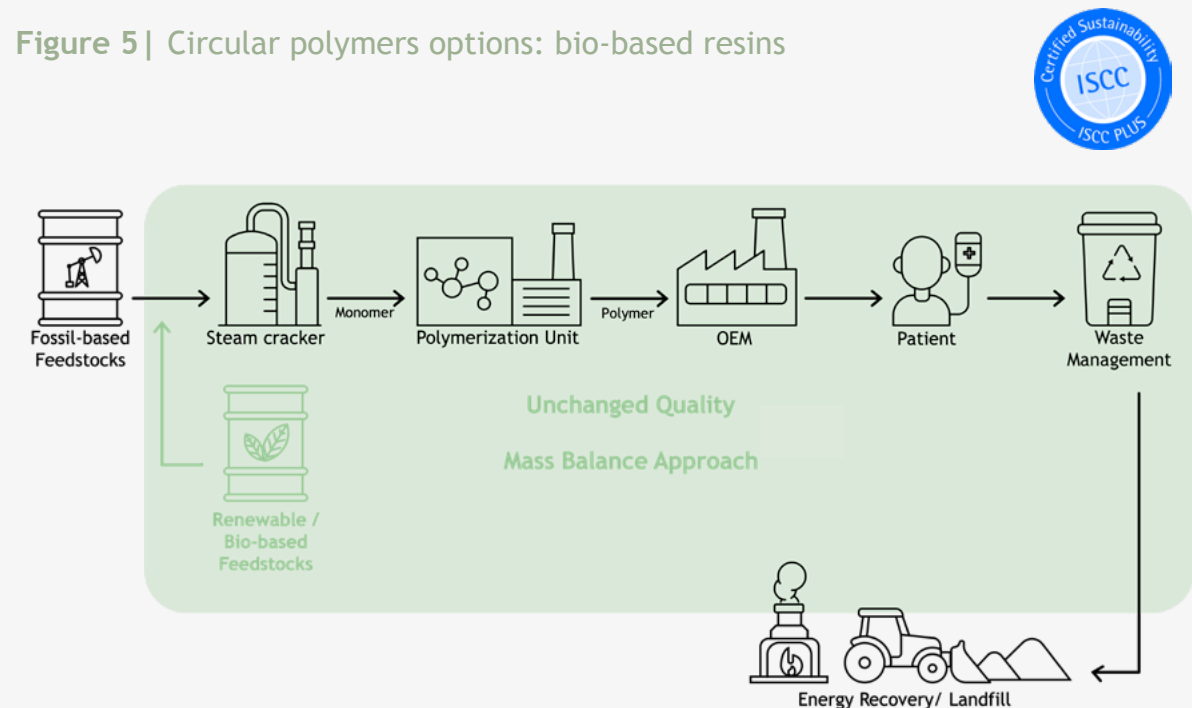 Figure 5| Circular polymers options: bio-based resins
Certified Sustainability
ISCC
ISCC PLUS
Fossil-based
Feedstocks
Steam cracker
Monomer
Polymerization Unit
Polymer
OEM
Patient
Waste
Management
Unchanged Quality
Mass Balance Approach
Renewable /
Bio-based
Feedstocks
Energy Recovery/ Landfill